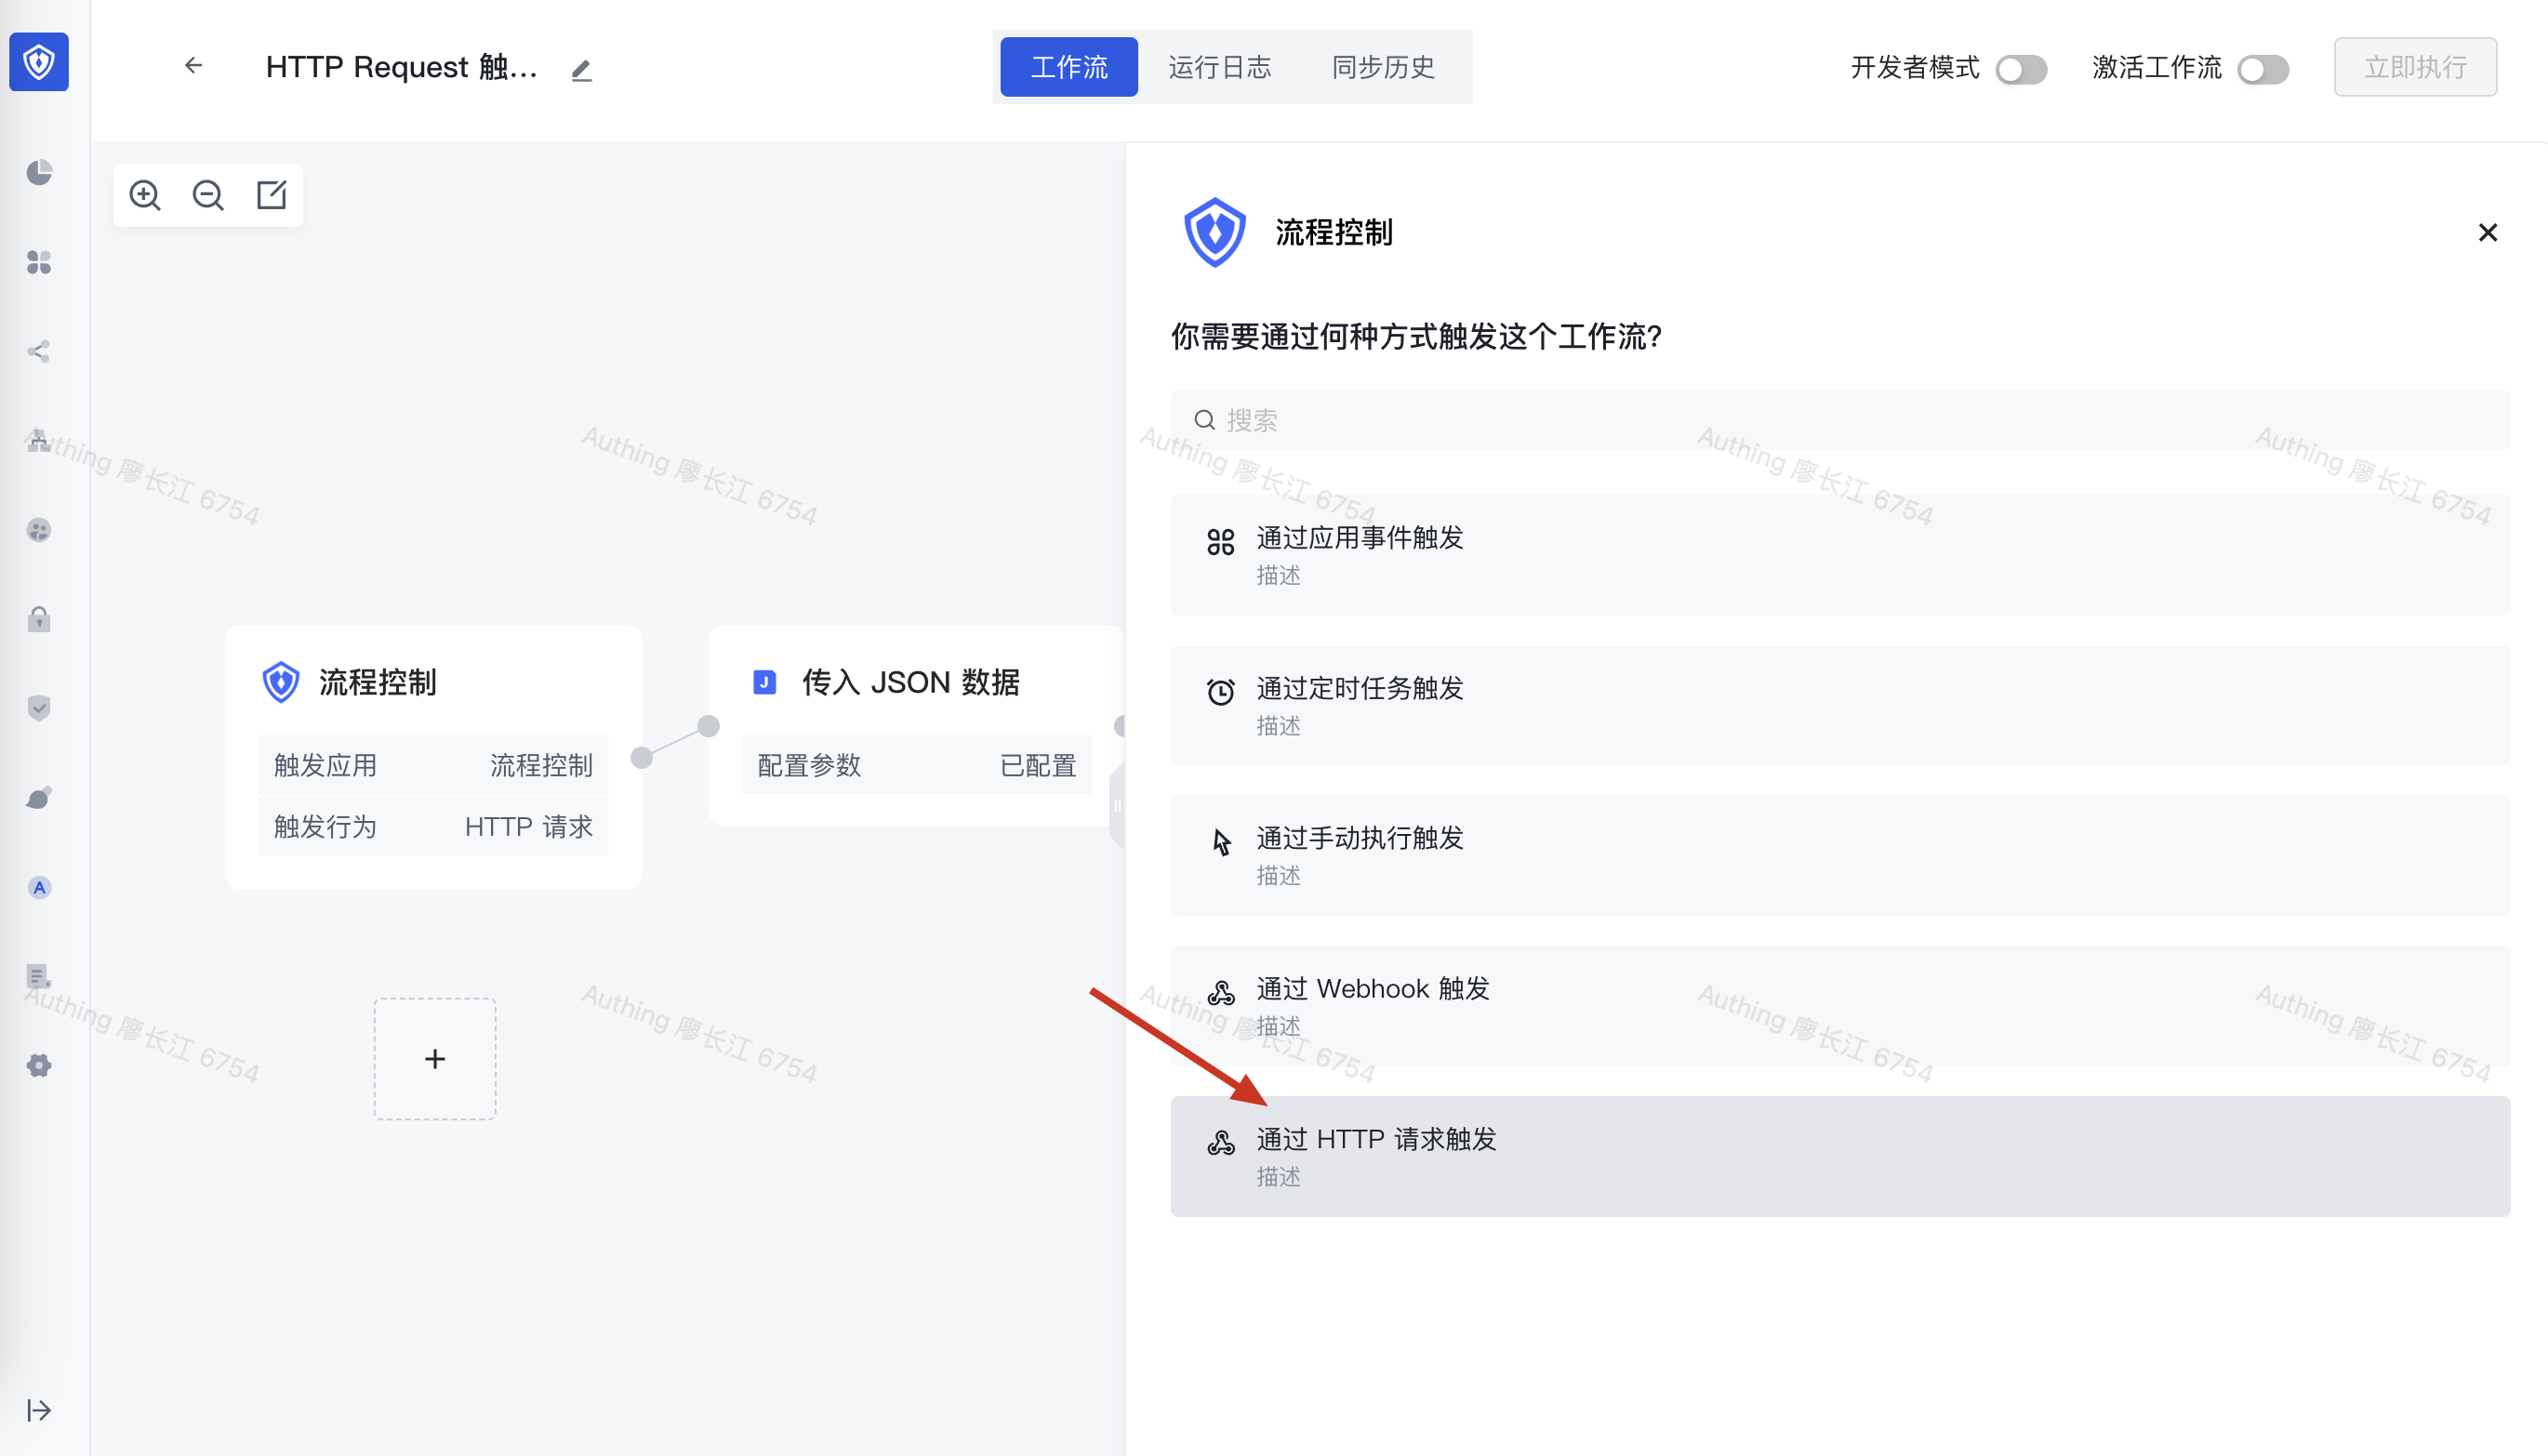 HTTP Request 触...
工作流 运行日志 同步历史
开发者模式 激活工作流 立即执行
流程控制
触发应用 流程控制
触发行为 HTTP 请求
J 传入 JSON 数据
配置参数 已配置
+
A
流程控制
你需要通过何种方式触发这个工作流?
搜索
通过应用事件触发
描述
通过定时任务触发
描述
通过手动执行触发
描述
通过 Webhook 触发
描述
通过 HTTP 请求触发
描述
Authing 廖长江 6754
Authing 廖长江 6754
Authing 廖长江 6754
Authing 廖长江 6754
Authing 廖长江 6754
Authing 廖长江 6754
Authing 廖长江 6754
Authing 廖长江 6754
Authing 廖长江 6754
Authing 廖长江 6754